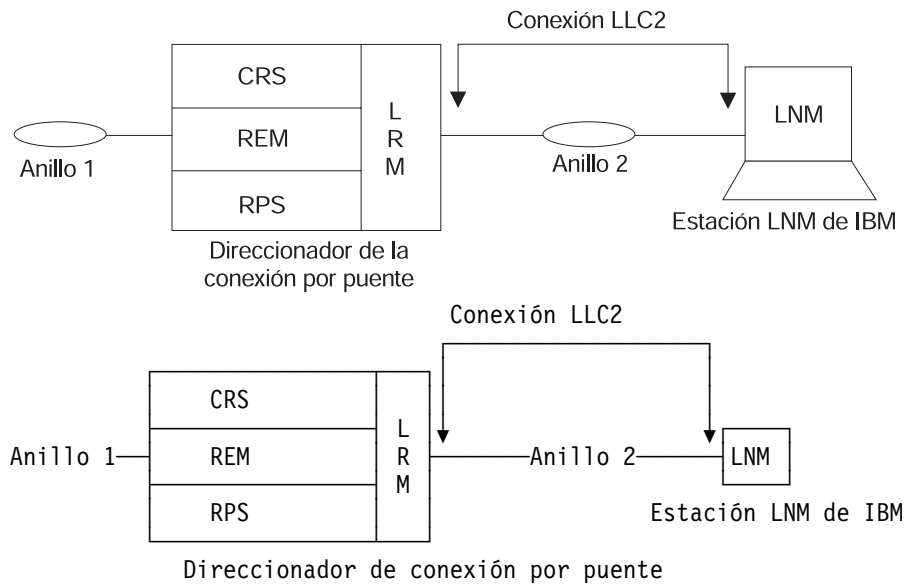 Conexión LLC2
CRS
REM
RPS
L
R
M
LNM
Anillo 1
Anillo 2
Estación LNM de IBM
Direccionador de la
conexión por puente
Conexión LLC2
CRS
Anillo 1
REM
RPS
L
R
M
Anillo 2
LNM
Estación LNM de IBM
Direccionador de conexión por puente